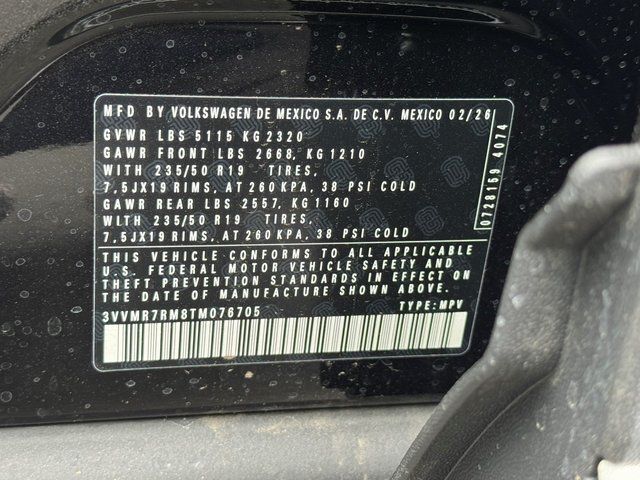 MFD BY VOLKSWAGEN DE MEXICO S.A. DE C.V. MEXICO 02/26
GVWR LBS 5115 KG 2320
GAWR FRONT LBS 2668, KG 1210
WITH 235/50 R19 TIRES,
7,5JX19 RIMS, AT 260 KPA, 38 PSI COLD
GAWR REAR LBS 2557, KG 1160
WITH 235/50 R19 TIRES,
7,5JX19 RIMS, AT 260 KPA, 38 PSI COLD
THIS VEHICLE CONFORMS TO ALL APPLICABLE
U.S. FEDERAL MOTOR VEHICLE SAFETY AND
THEFT PREVENTION STANDARDS IN EFFECT ON
THE DATE OF MANUFACTURE SHOWN ABOVE.
3VVMR7RM8TM076705 TYPE: MPV
0728159 4074